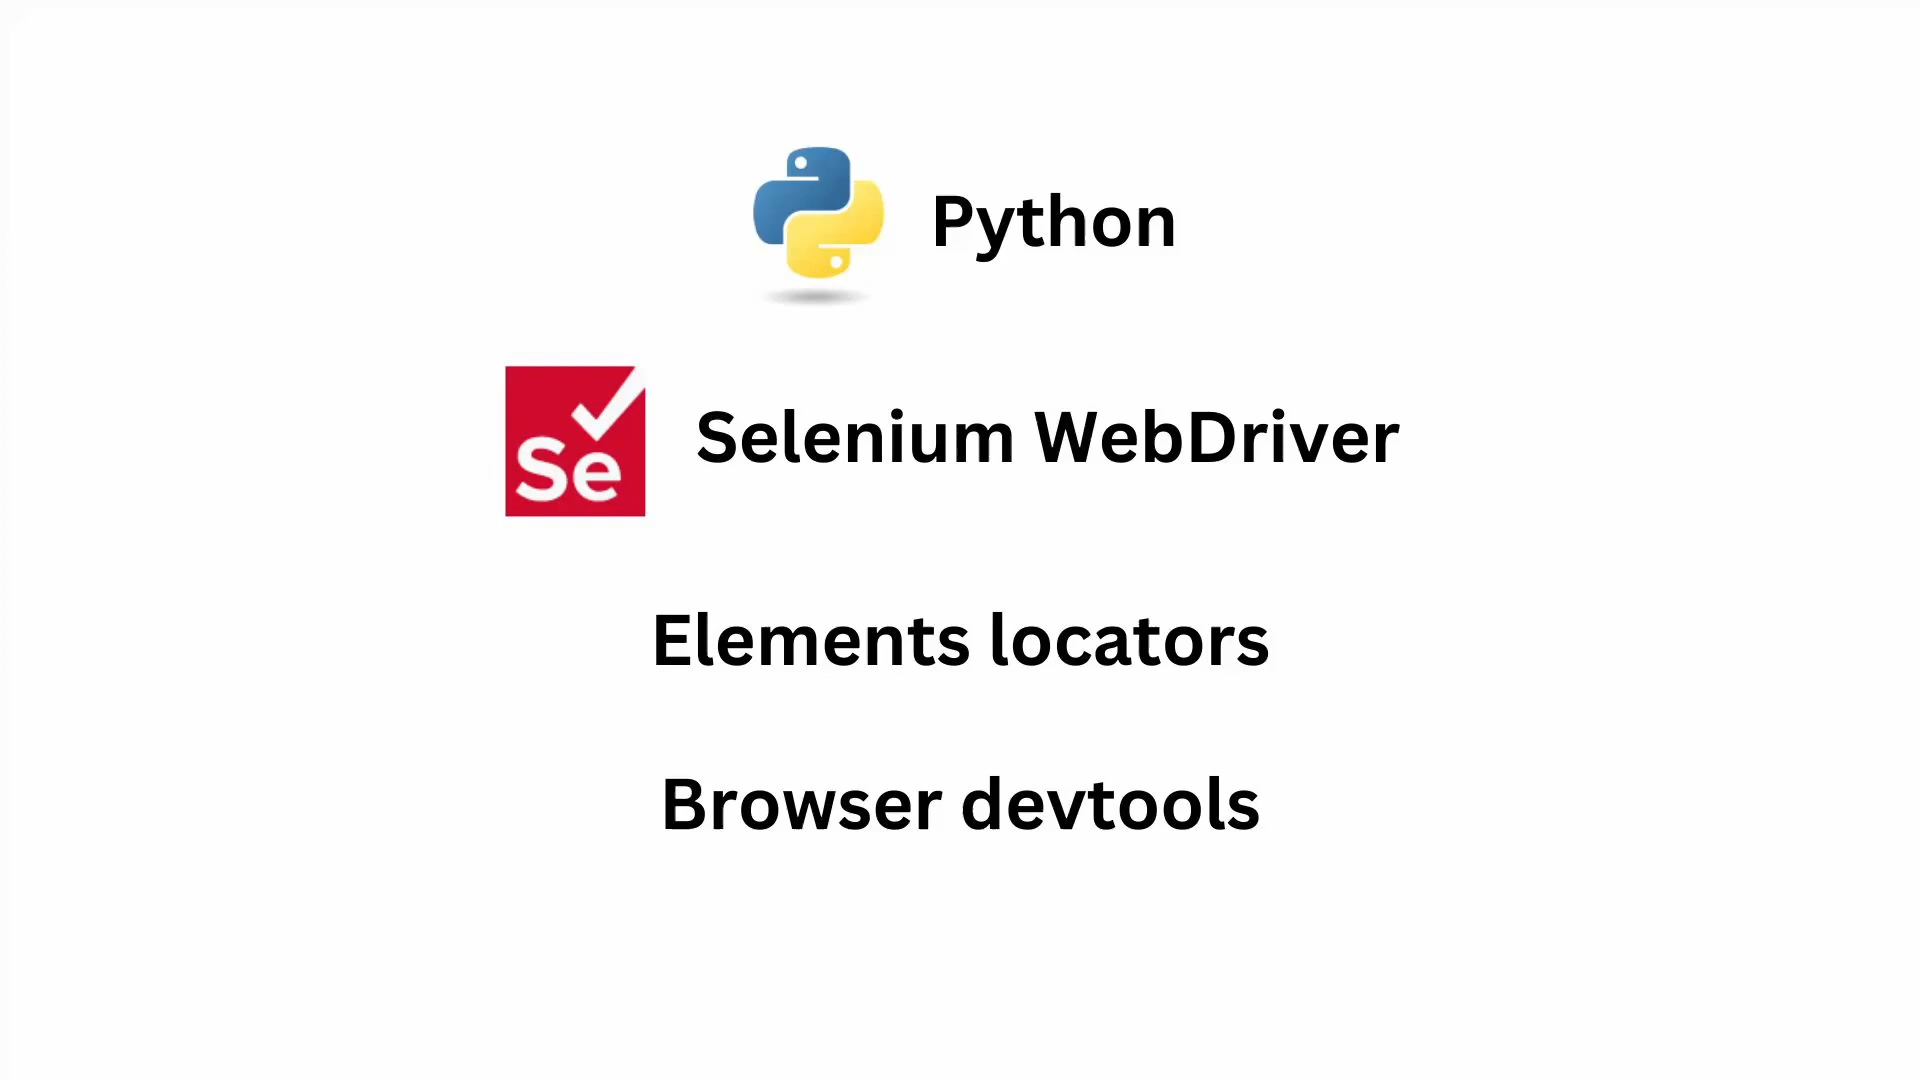 Python
Se
Selenium WebDriver
Elements locators
Browser devtools